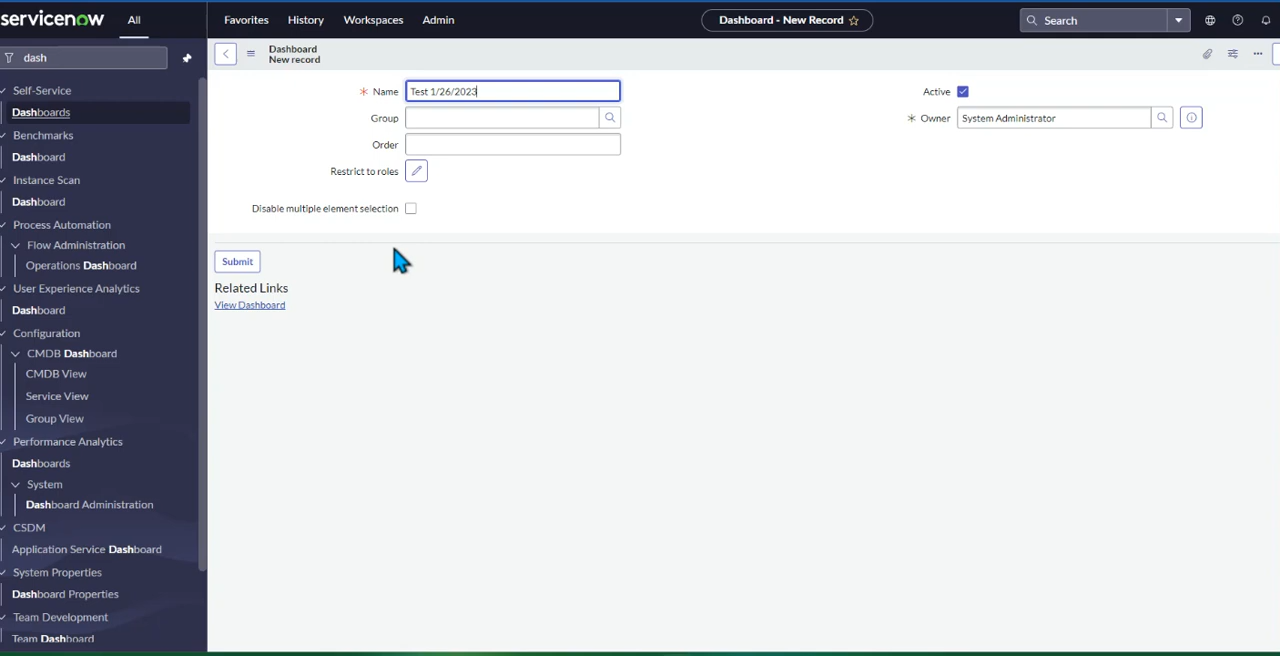 servicenow
All
Favorites
History
Workspaces
Admin
Dashboard - New Record
Search
dash
Self-Service
Dashboards
Benchmarks
Dashboard
Instance Scan
Dashboard
Process Automation
Flow Administration
Operations Dashboard
User Experience Analytics
Dashboard
Configuration
CMDB Dashboard
CMDB View
Service View
Group View
Performance Analytics
Dashboards
System
Dashboard Administration
CSDM
Application Service Dashboard
System Properties
Dashboard Properties
Team Development
Team Dashboard
Dashboard
New record
* Name Test 1/26/2023
Group
Order
Restrict to roles
Disable multiple element selection
Active
* Owner System Administrator
Submit
Related Links
View Dashboard